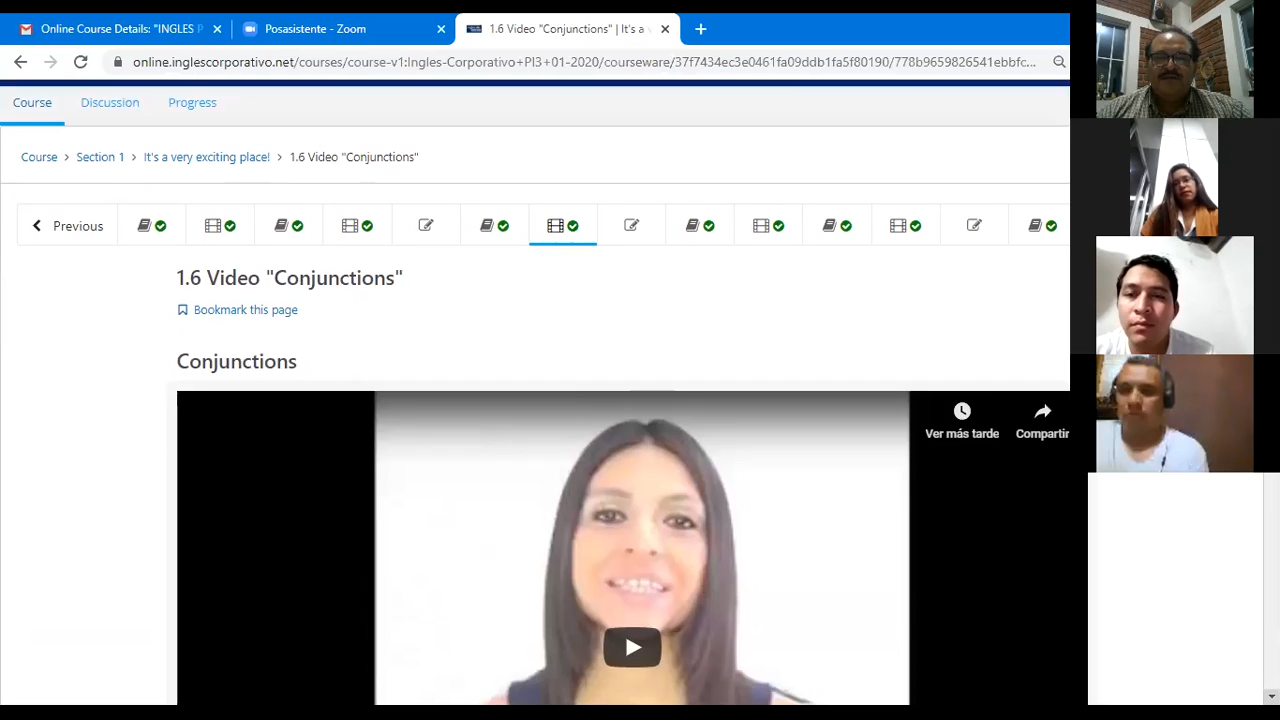 Online Course Details: "INGLES P
Posasistente - Zoom
1.6 Video "Conjunctions" | It's a v
online.inglescorporativo.net/courses/course-v1:Ingles-Corporativo+PI3+01-2020/courseware/37f7434ec3e0461fa09ddb1fa5f80190/778b9659826541ebbfc...
Course
Discussion
Progress
Course > Section 1 > It's a very exciting place! > 1.6 Video "Conjunctions"
Previous
1.6 Video "Conjunctions"
Bookmark this page
Conjunctions
Ver más tarde
Compartir